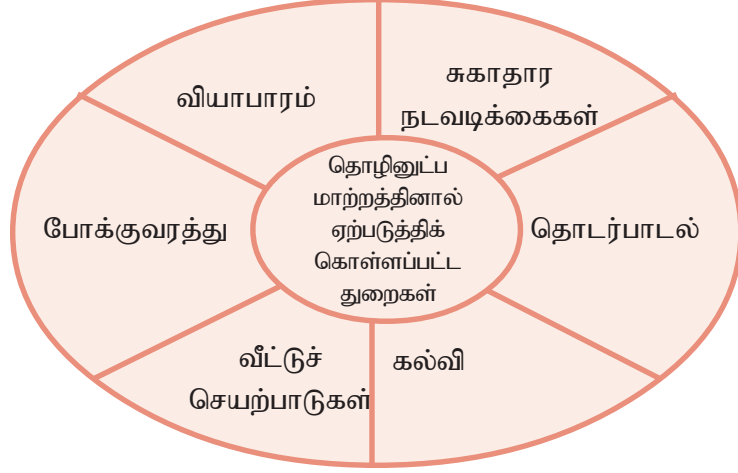 வியாபாரம்
சுகாதார
நடவடிக்கைகள்
தொழினுட்ப
மாற்றத்தினால்
ஏற்படுத்திக்
கொள்ளப்பட்ட
துறைகள்
போக்குவரத்து
தொடர்பாடல்
வீட்டுச்
செயற்பாடுகள்
கல்வி